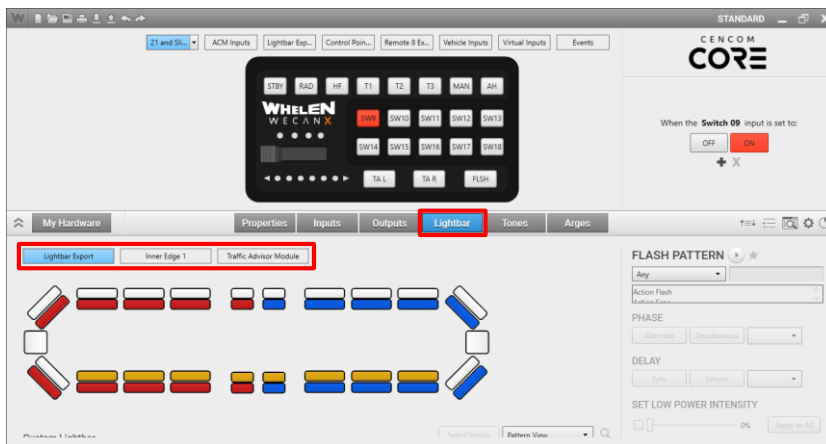 STANDARD
21 and Sli...
ACM Inputs
Lightbar Exp...
Control Poin...
Remote 8 Ex...
Vehicle Inputs
Virtual Inputs
Events
CENCOM
CORE
STBY RAD HF T1 T2 T3 MAN AH
WHELEN
WECANX
SW9 SW10 SW11 SW12 SW13
SW14 SW15 SW16 SW17 SW18
TA L TA R FLSH
When the Switch 09 input is set to:
OFF ON
My Hardware
Properties Inputs Outputs Lightbar Tones Arges
Lightbar Export Inner Edge 1 Traffic Advisor Module
FLASH PATTERN
Any
Action Flash
PHASE
Alternate Simultaneous
DELAY
Sync Unsync
SET LOW POWER INTENSITY
0% Apply to All
Custom Lightbar
Select Similar Pattern View